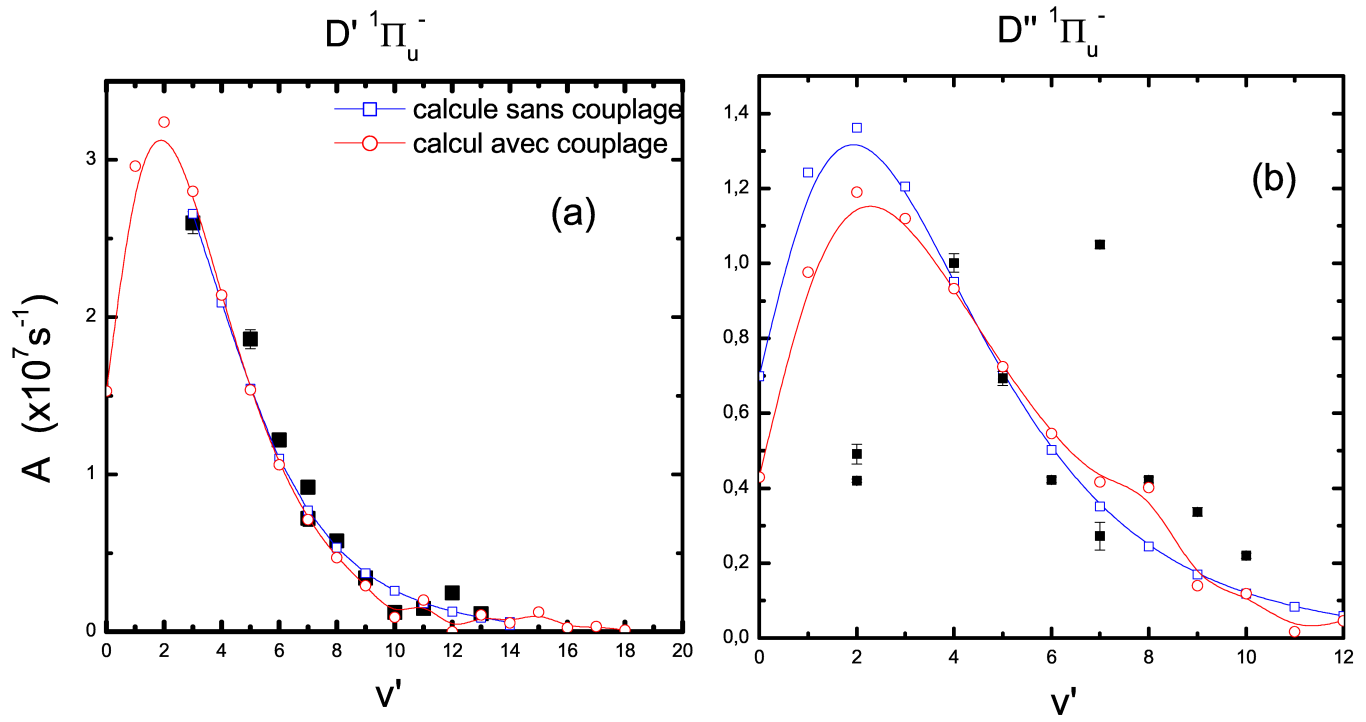 D' ¹Πᵤ⁻
D'' ¹Πᵤ⁻
calcule sans couplage
calcul avec couplage
(a)
(b)
A (x10⁷s⁻¹)
3
2
1
0
0 2 4 6 8 10 12 14 16 18 20
v'
1,4
1,2
1,0
0,8
0,6
0,4
0,2
0,0
0 2 4 6 8 10 12
v'